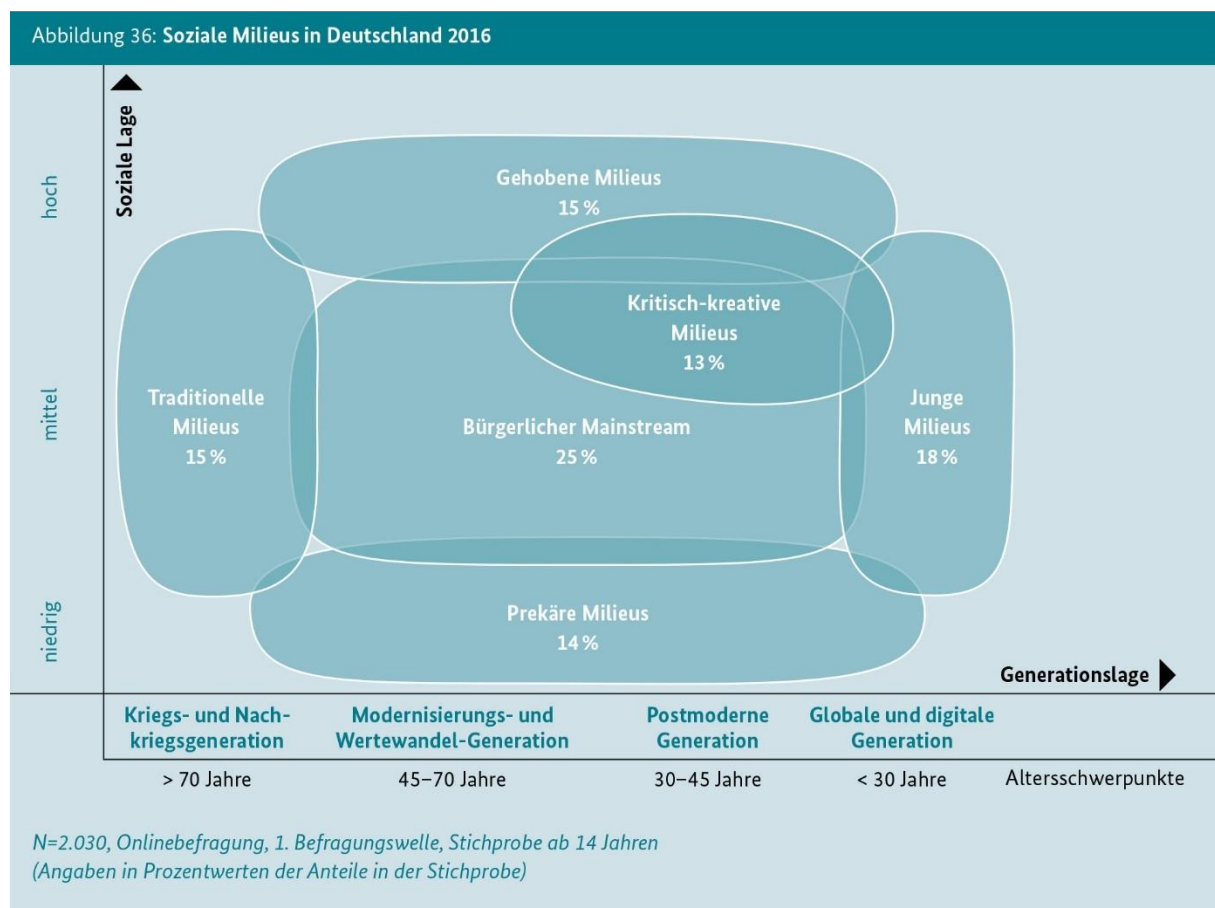 Abbildung 36: Soziale Milieus in Deutschland 2016
Soziale Lage
hoch
mittel
niedrig
Gehobene Milieus
15 %
Kritisch-kreative
Milieus
13 %
Traditionelle
Milieus
15 %
Bürgerlicher Mainstream
25 %
Junge
Milieus
18 %
Prekäre Milieus
14 %
Generationslage
Kriegs- und Nach-
kriegsgeneration
Modernisierungs- und
Wertewandel-Generation
Postmoderne
Generation
Globale und digitale
Generation
> 70 Jahre
45–70 Jahre
30–45 Jahre
< 30 Jahre
Altersschwerpunkte
N=2.030, Onlinebefragung, 1. Befragungswelle, Stichprobe ab 14 Jahren
(Angaben in Prozentwerten der Anteile in der Stichprobe)